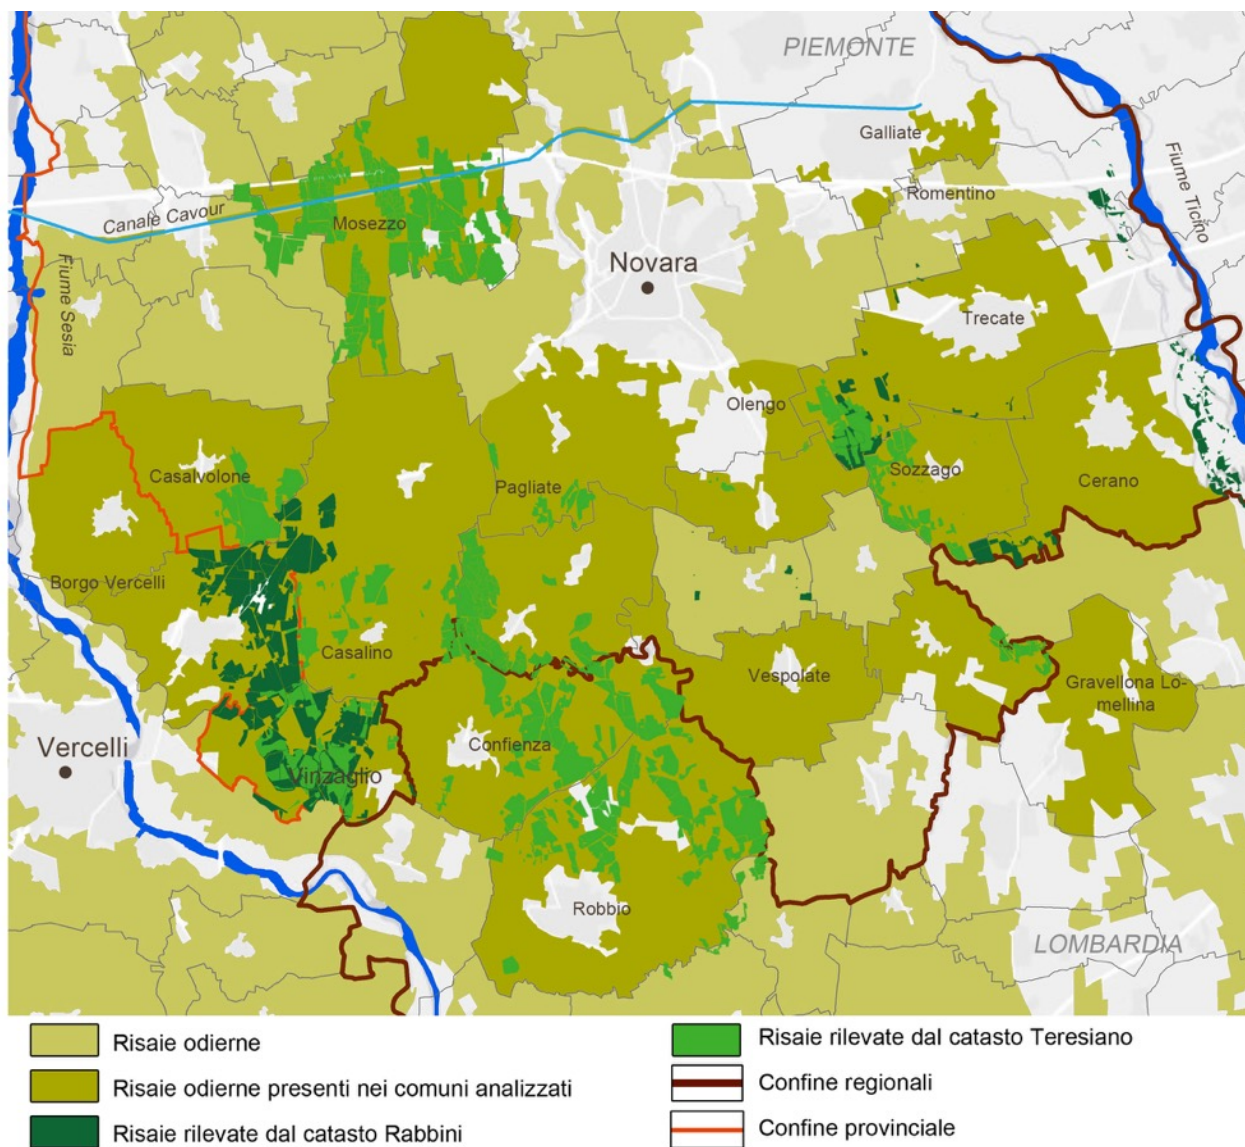 PIEMONTE
Galliate
Fiume Ticino
Romentino
Canale Cavour
Mosezzo
Fiume Sesia
Novara
Trecate
Olengo
Casalvolone
Pagliate
Sozzago
Cerano
Borgo Vercelli
Casalino
Vespolate
Gravellona Lo-
mellina
Vercelli
Confienza
Vinzaglio
Robbio
LOMBARDIA
Risaie odierne
Risaie odierne presenti nei comuni analizzati
Risaie rilevate dal catasto Rabbini
Risaie rilevate dal catasto Teresiano
Confine regionali
Confine provinciale